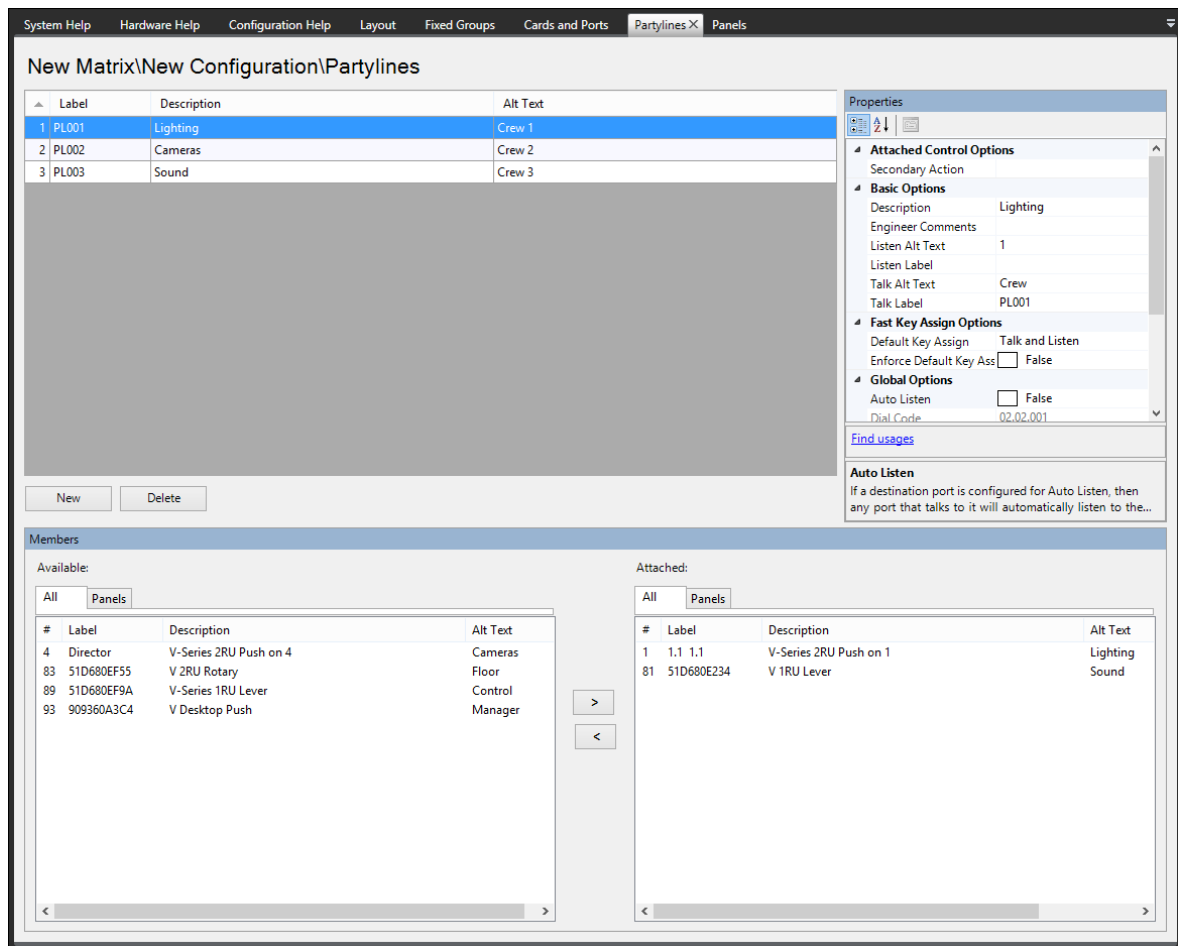 System Help Hardware Help Configuration Help Layout Fixed Groups Cards and Ports Partylines Panels
New Matrix\New Configuration\Partylines
Label Description Alt Text
1 PL001 Lighting Crew 1
2 PL002 Cameras Crew 2
3 PL003 Sound Crew 3
New Delete
Properties
Attached Control Options
Secondary Action
Basic Options
Description Lighting
Engineer Comments
Listen Alt Text 1
Listen Label
Talk Alt Text Crew
Talk Label PL001
Fast Key Assign Options
Default Key Assign Talk and Listen
Enforce Default Key Ass False
Global Options
Auto Listen False
Dial Code 02.02.001
Find usages
Auto Listen
If a destination port is configured for Auto Listen, then
any port that talks to it will automatically listen to the...
Members
Available:
All Panels
# Label Description Alt Text
4 Director V-Series 2RU Push on 4 Cameras
83 51D680EF55 V 2RU Rotary Floor
89 51D680EF9A V-Series 1RU Lever Control
93 909360A3C4 V Desktop Push Manager
>
<
Attached:
All Panels
# Label Description Alt Text
1 1.1 1.1 V-Series 2RU Push on 1 Lighting
81 51D680E234 V 1RU Lever Sound